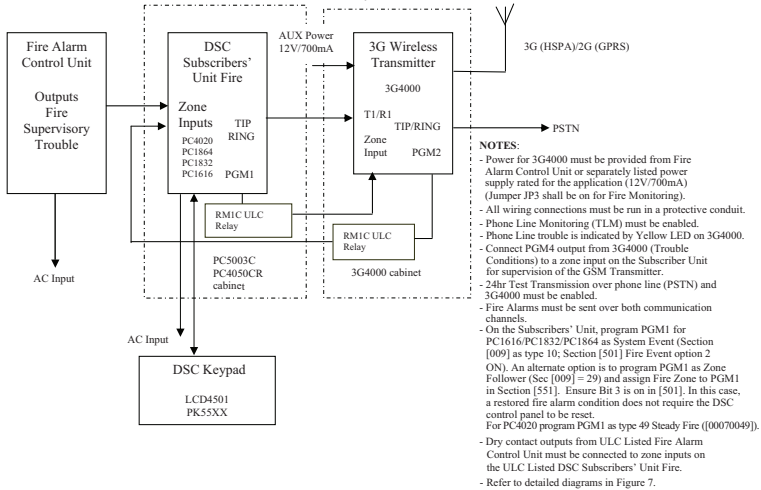 Fire Alarm
Control Unit
Outputs
Fire
Supervisory
Trouble
AC Input
DSC
Subscribers'
Unit Fire
Zone
Inputs
PC4020
PC1864
PC1832
PC1616
TIP
RING
PGM1
RM1C ULC
Relay
PC5003C
PC4050CR
cabinet
AC Input
DSC Keypad
LCD4501
PK55XX
AUX Power
12V/700mA
3G Wireless
Transmitter
3G4000
T1/R1
TIP/RING
Zone
Input
PGM2
RM1C ULC
Relay
3G4000 cabinet
3G (HSPA)/2G (GPRS)
PSTN
NOTES:
- Power for 3G4000 must be provided from Fire
Alarm Control Unit or separately listed power
supply rated for the application (12V/700mA)
(Jumper JP3 shall be on for Fire Monitoring).
- All wiring connections must be run in a protective conduit.
- Phone Line Monitoring (TLM) must be enabled.
- Phone Line trouble is indicated by Yellow LED on 3G4000.
- Connect PGM4 output from 3G4000 (Trouble
Conditions) to a zone input on the Subscriber Unit
for supervision of the GSM Transmitter.
- 24hr Test Transmission over phone line (PSTN) and
3G4000 must be enabled.
- Fire Alarms must be sent over both communication
channels.
- On the Subscribers' Unit, program PGM1 for
PC1616/PC1832/PC1864 as System Event (Section
[009] as type 10; Section [501] Fire Event option 2
ON). An alternate option is to program PGM1 as Zone
Follower (Sec [009] = 29) and assign Fire Zone to PGM1
in Section [551]. Ensure Bit 3 is on in [501]. In this case,
a restored fire alarm condition does not require the DSC
control panel to be reset.
For PC4020 program PGM1 as type 49 Steady Fire ([00070049]).
- Dry contact outputs from ULC Listed Fire Alarm
Control Unit must be connected to zone inputs on
the ULC Listed DSC Subscribers' Unit Fire.
- Refer to detailed diagrams in Figure 7.